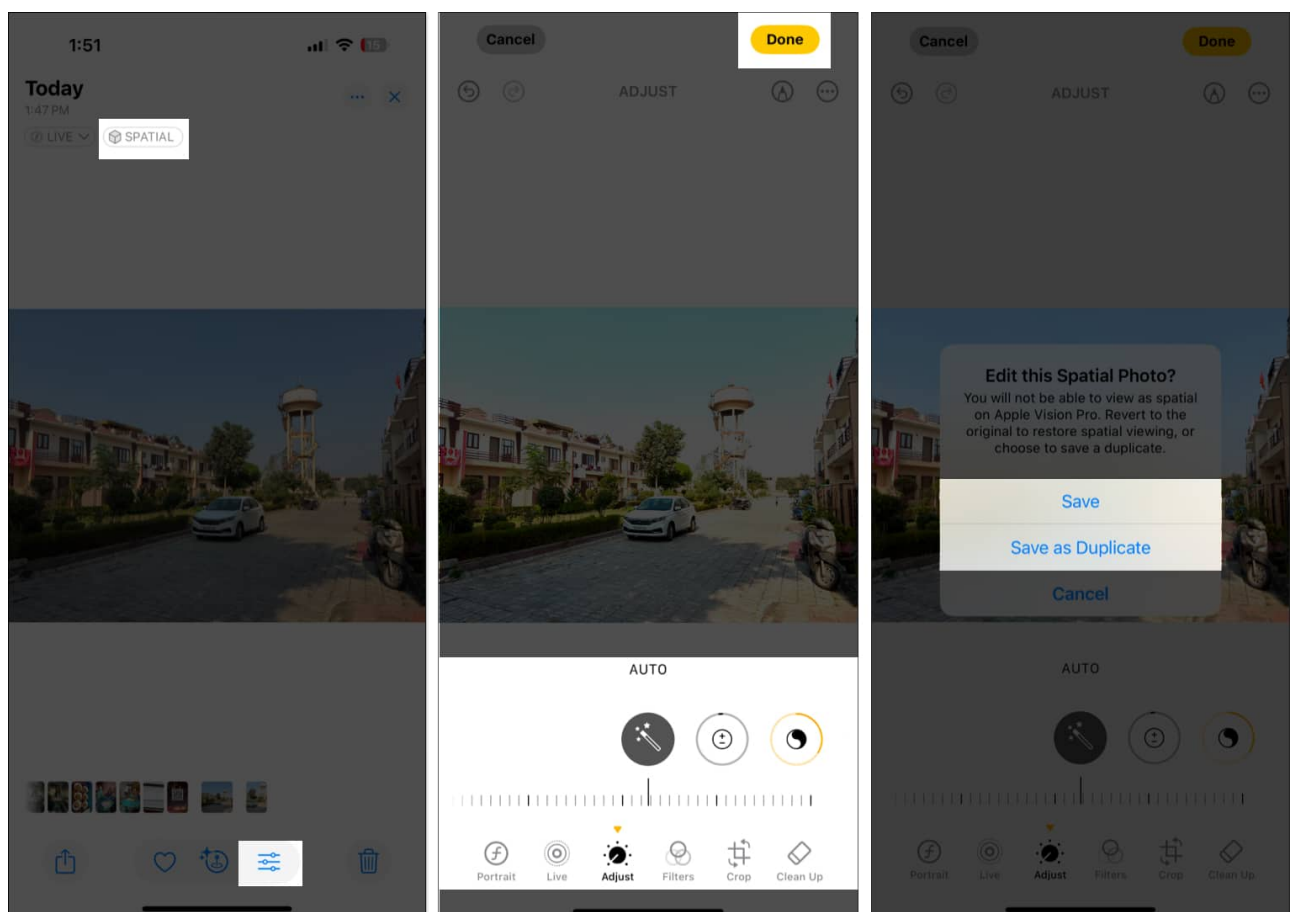 1:51
15
Today
1:47 PM
LIVE
SPATIAL
Cancel
Done
ADJUST
AUTO
Portrait
Live
Adjust
Filters
Crop
Clean Up
Cancel
Done
ADJUST
Edit this Spatial Photo?
You will not be able to view as spatial
on Apple Vision Pro. Revert to the
original to restore spatial viewing, or
choose to save a duplicate.
Save
Save as Duplicate
Cancel
AUTO
Portrait
Live
Adjust
Filters
Crop
Clean Up